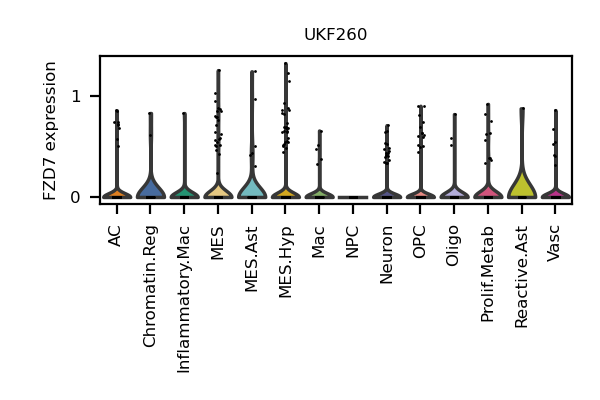 UKF260
FZD7 expression
1
0
AC
Chromatin.Reg
Inflammatory.Mac
MES
MES.Ast
MES.Hyp
Mac
NPC
Neuron
OPC
Oligo
Prolif.Metab
Reactive.Ast
Vasc